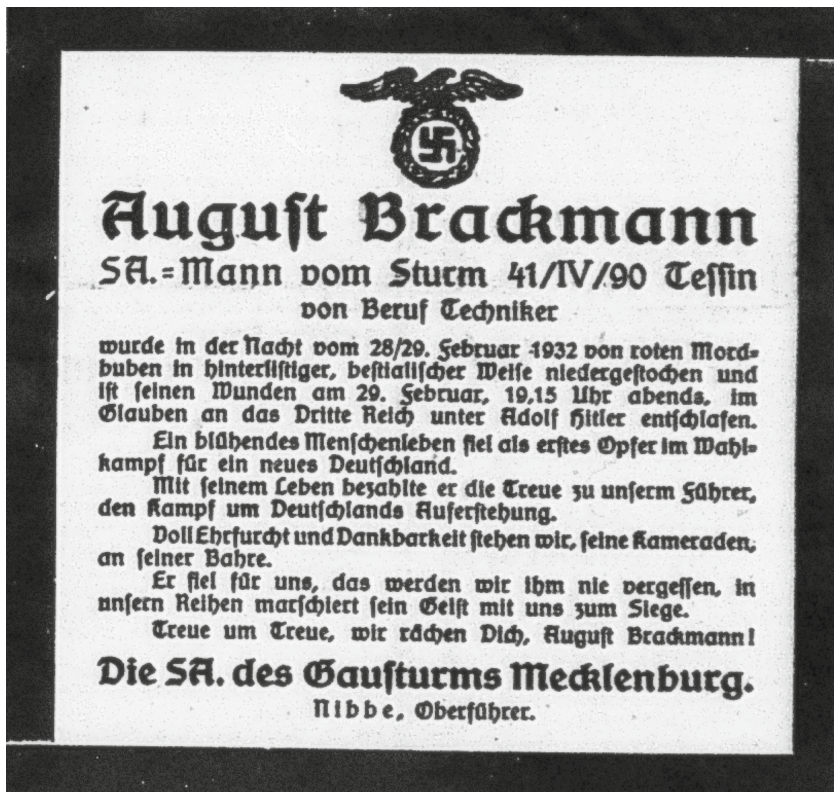 August Brackmann
SA.=Mann vom Sturm 41/IV/90 Tessin
von Beruf Techniker
wurde in der Nacht vom 28/29. Februar 1932 von roten Mord=
buben in hinterlistiger, bestialischer Weise niedergestochen und
ist seinen Wunden am 29. Februar, 19,15 Uhr abends, im
Glauben an das Dritte Reich unter Adolf Hitler entschlafen.
Ein blühendes Menschenleben fiel als erstes Opfer im Wahl=
kampf für ein neues Deutschland.
Mit seinem Leben bezahlte er die Treue zu unserm Führer,
den Kampf um Deutschlands Auferstehung.
Voll Ehrfurcht und Dankbarkeit stehen wir, seine Kameraden,
an seiner Bahre.
Er fiel für uns, das werden wir ihm nie vergessen, in
unsern Reihen marschiert sein Geist mit uns zum Siege.
Treue um Treue, wir rächen Dich, August Brackmann!
Die SA. des Gausturms Mecklenburg.
Nibbe, Oberführer.